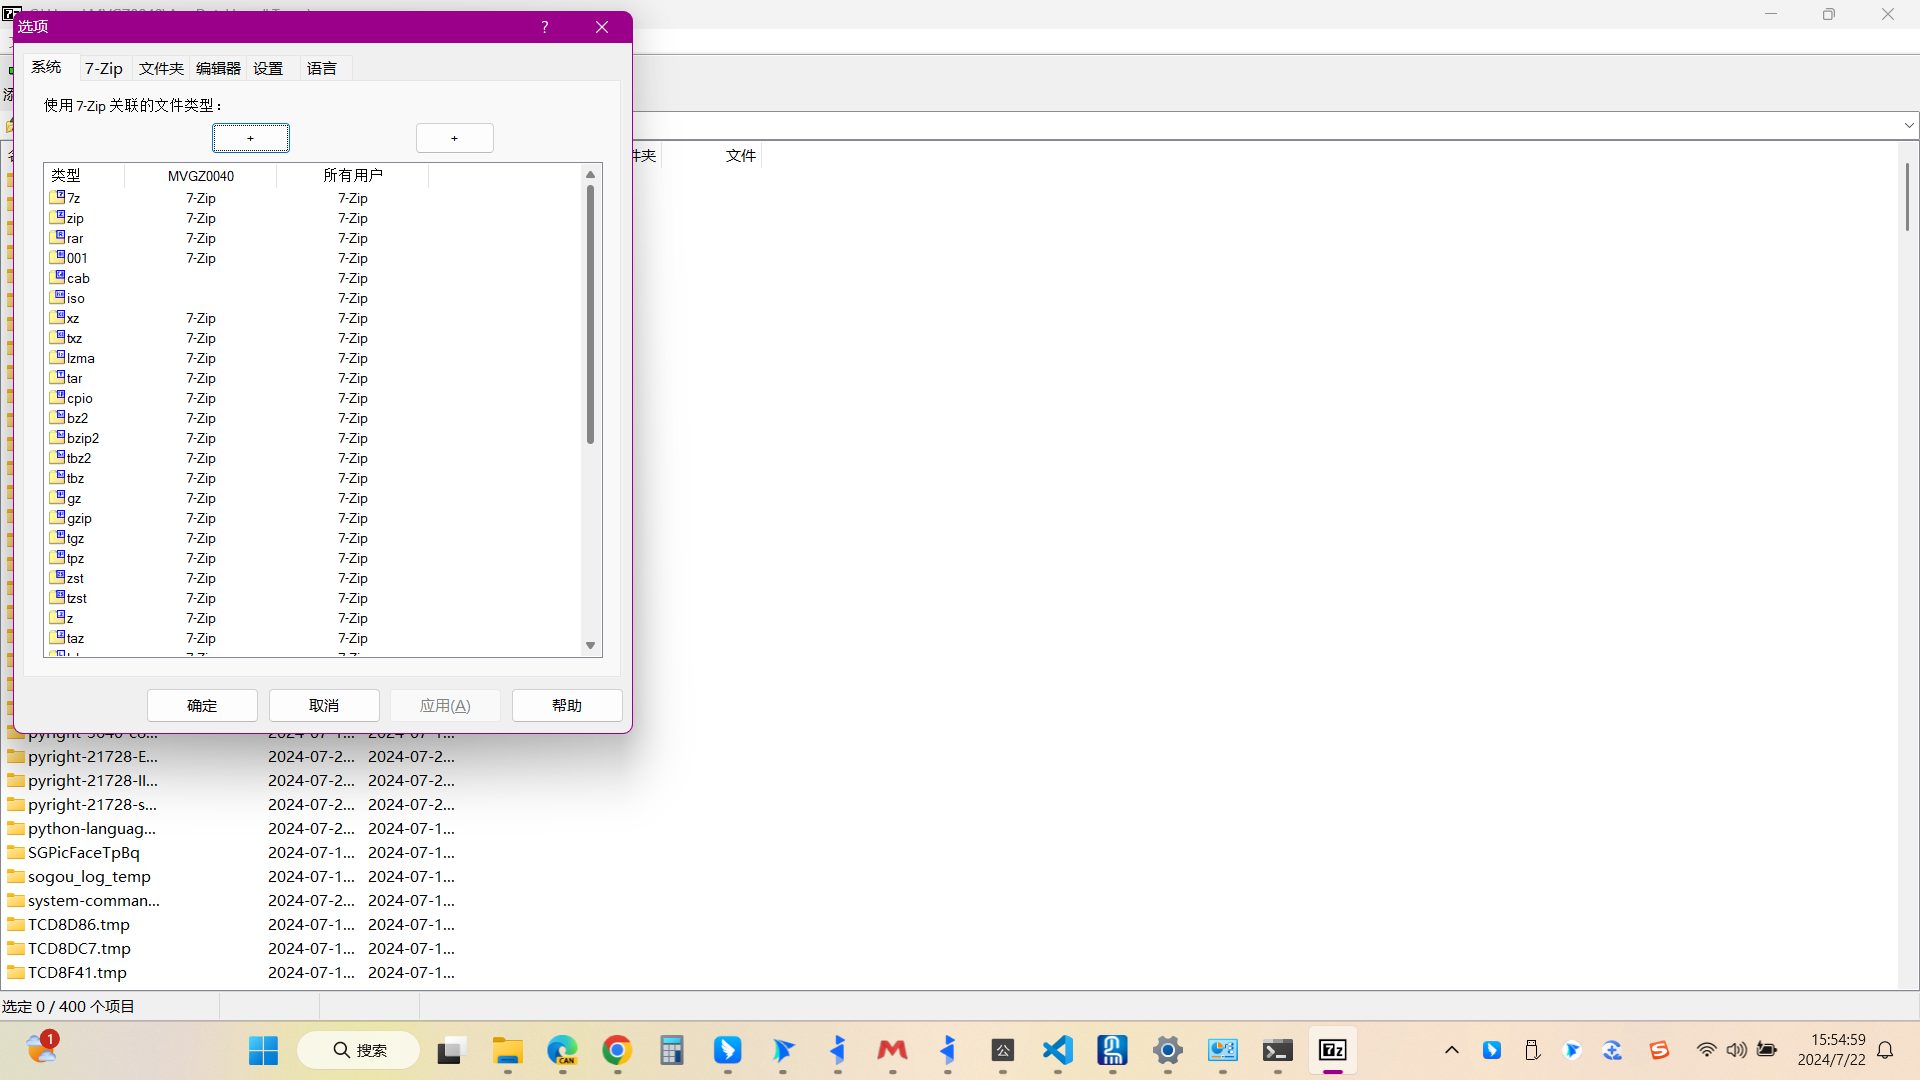 选项
?
系统 7-Zip 文件夹 编辑器 设置 语言
使用 7-Zip 关联的文件类型：
+ +
类型 MVGZ0040 所有用户
7z 7-Zip 7-Zip
zip 7-Zip 7-Zip
rar 7-Zip 7-Zip
001 7-Zip 7-Zip
cab 7-Zip
iso 7-Zip
xz 7-Zip 7-Zip
txz 7-Zip 7-Zip
lzma 7-Zip 7-Zip
tar 7-Zip 7-Zip
cpio 7-Zip 7-Zip
bz2 7-Zip 7-Zip
bzip2 7-Zip 7-Zip
tbz2 7-Zip 7-Zip
tbz 7-Zip 7-Zip
gz 7-Zip 7-Zip
gzip 7-Zip 7-Zip
tgz 7-Zip 7-Zip
tpz 7-Zip 7-Zip
zst 7-Zip 7-Zip
tzst 7-Zip 7-Zip
z 7-Zip 7-Zip
taz 7-Zip 7-Zip
确定 取消 应用(A) 帮助
件夹 文件
2024-07-1... 2024-07-1...
pyright-21728-E... 2024-07-2... 2024-07-2...
pyright-21728-II... 2024-07-2... 2024-07-2...
pyright-21728-s... 2024-07-2... 2024-07-2...
python-languag... 2024-07-2... 2024-07-1...
SGPicFaceTpBq 2024-07-1... 2024-07-1...
sogou_log_temp 2024-07-1... 2024-07-1...
system-comman... 2024-07-2... 2024-07-1...
TCD8D86.tmp 2024-07-1... 2024-07-1...
TCD8DC7.tmp 2024-07-1... 2024-07-1...
TCD8F41.tmp 2024-07-1... 2024-07-1...
选定 0 / 400 个项目
1
搜索
CAN
公
7z
15:54:59
2024/7/22